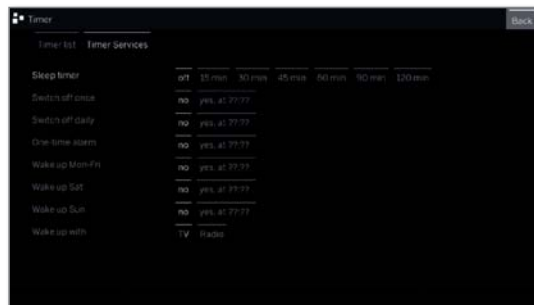 Timer Back
Timer list Timer Services
Sleep timer off 15 min 30 min 45 min 60 min 90 min 120 min
Switch off once no yes, at ??:??
Switch off daily no yes, at ??:??
One-time alarm no yes, at ??:??
Wake up Mon-Fri no yes, at ??:??
Wake up Sat no yes, at ??:??
Wake up Sun no yes, at ??:??
Wake up with TV Radio